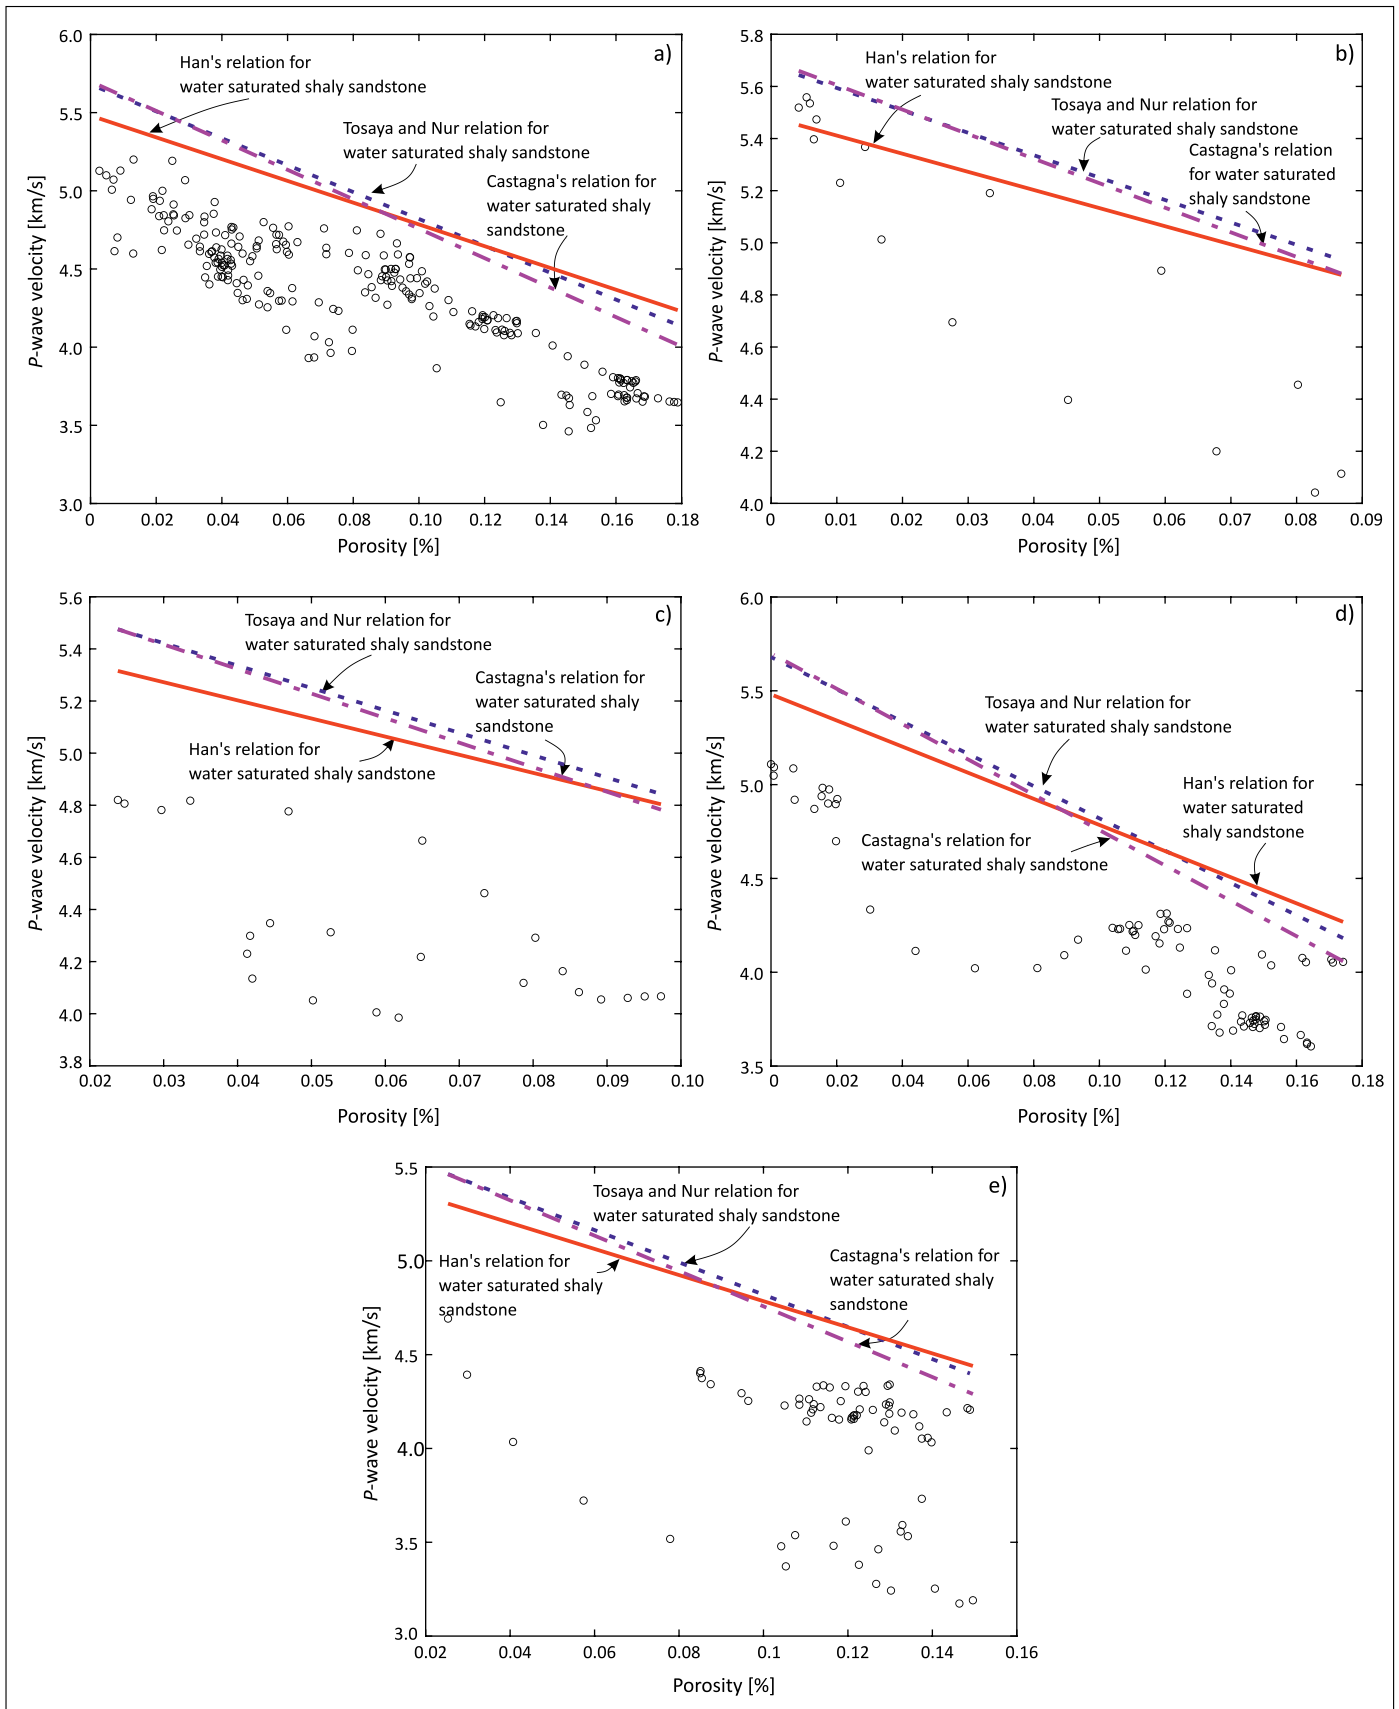 a)
Han's relation for
water saturated shaly sandstone
Tosaya and Nur relation for
water saturated shaly sandstone
Castagna's relation for
water saturated shaly
sandstone
P-wave velocity [km/s]
6.0
5.5
5.0
4.5
4.0
3.5
3.0
0 0.02 0.04 0.06 0.08 0.10 0.12 0.14 0.16 0.18
Porosity [%]
b)
Han's relation for
water saturated shaly sandstone
Tosaya and Nur relation for
water saturated shaly sandstone
Castagna's relation
for water saturated
shaly sandstone
P-wave velocity [km/s]
5.8
5.6
5.4
5.2
5.0
4.8
4.6
4.4
4.2
4.0
0 0.01 0.02 0.03 0.04 0.05 0.06 0.07 0.08 0.09
Porosity [%]
c)
Tosaya and Nur relation for
water saturated shaly sandstone
Castagna's relation for
water saturated shaly
sandstone
Han's relation for
water saturated shaly sandstone
P-wave velocity [km/s]
5.6
5.4
5.2
5.0
4.8
4.6
4.4
4.2
4.0
3.8
0.02 0.03 0.04 0.05 0.06 0.07 0.08 0.09 0.10
Porosity [%]
d)
Tosaya and Nur relation for
water saturated shaly sandstone
Han's relation for
water saturated
shaly sandstone
Castagna's relation for
water saturated shaly sandstone
P-wave velocity [km/s]
6.0
5.5
5.0
4.5
4.0
3.5
0 0.02 0.04 0.06 0.08 0.10 0.12 0.14 0.16 0.18
Porosity [%]
e)
Tosaya and Nur relation for
water saturated shaly sandstone
Han's relation for
water saturated shaly
sandstone
Castagna's relation for
water saturated shaly
sandstone
P-wave velocity [km/s]
5.5
5.0
4.5
4.0
3.5
3.0
0.02 0.04 0.06 0.08 0.1 0.12 0.14 0.16
Porosity [%]